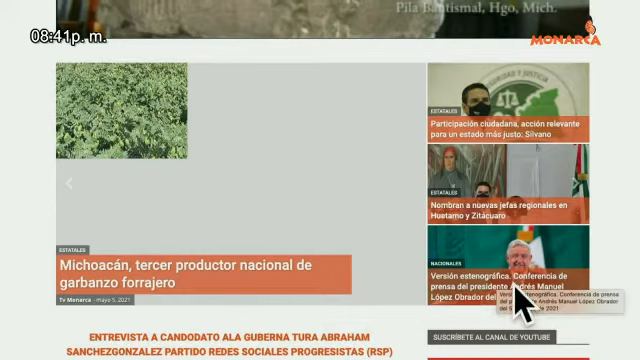 Pila Bautismal, Hgo, Mich.
08:41p. m.
MONARCA
ESTATALES
Michoacán, tercer productor nacional de
garbanzo forrajero
Tv Monarca - mayo 5, 2021
ESTATALES
Participación ciudadana, acción relevante
para un estado más justo: Silvano
ESTATALES
Nombran a nuevas jefas regionales en
Huetamo y Zitácuaro
NACIONALES
Versión estenográfica. Conferencia de
prensa del presidente Andrés Manuel
López Obrador del
Versión estenográfica. Conferencia de prensa
del presidente Andrés Manuel López Obrador
del de 2021
ENTREVISTA A CANDODATO ALA GUBERNA TURA ABRAHAM
SANCHEZGONZALEZ PARTIDO REDES SOCIALES PROGRESISTAS (RSP)
SUSCRÍBETE AL CANAL DE YOUTUBE